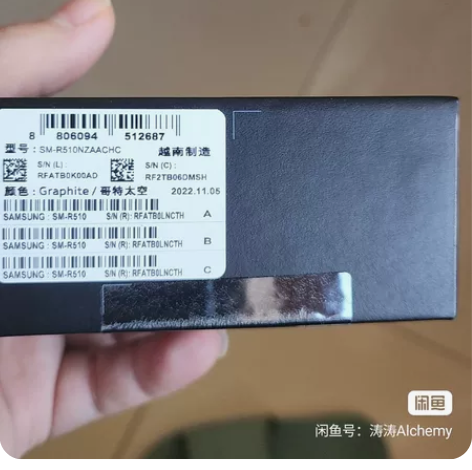 8 806094 512687
型号：SM-R510NZAACHC 越南制造
S/N (L) : S/N (C) :
RFATB0K00AD RF2TB06DMSH
颜色：Graphite / 哥特太空 2022.11.05
SAMSUNG : SM-R510 S/N (R): RFATB0LNCTH A
SAMSUNG : SM-R510 S/N (R): RFATB0LNCTH B
SAMSUNG : SM-R510 S/N (R): RFATB0LNCTH C
闲鱼
闲鱼号：涛涛Alchemy